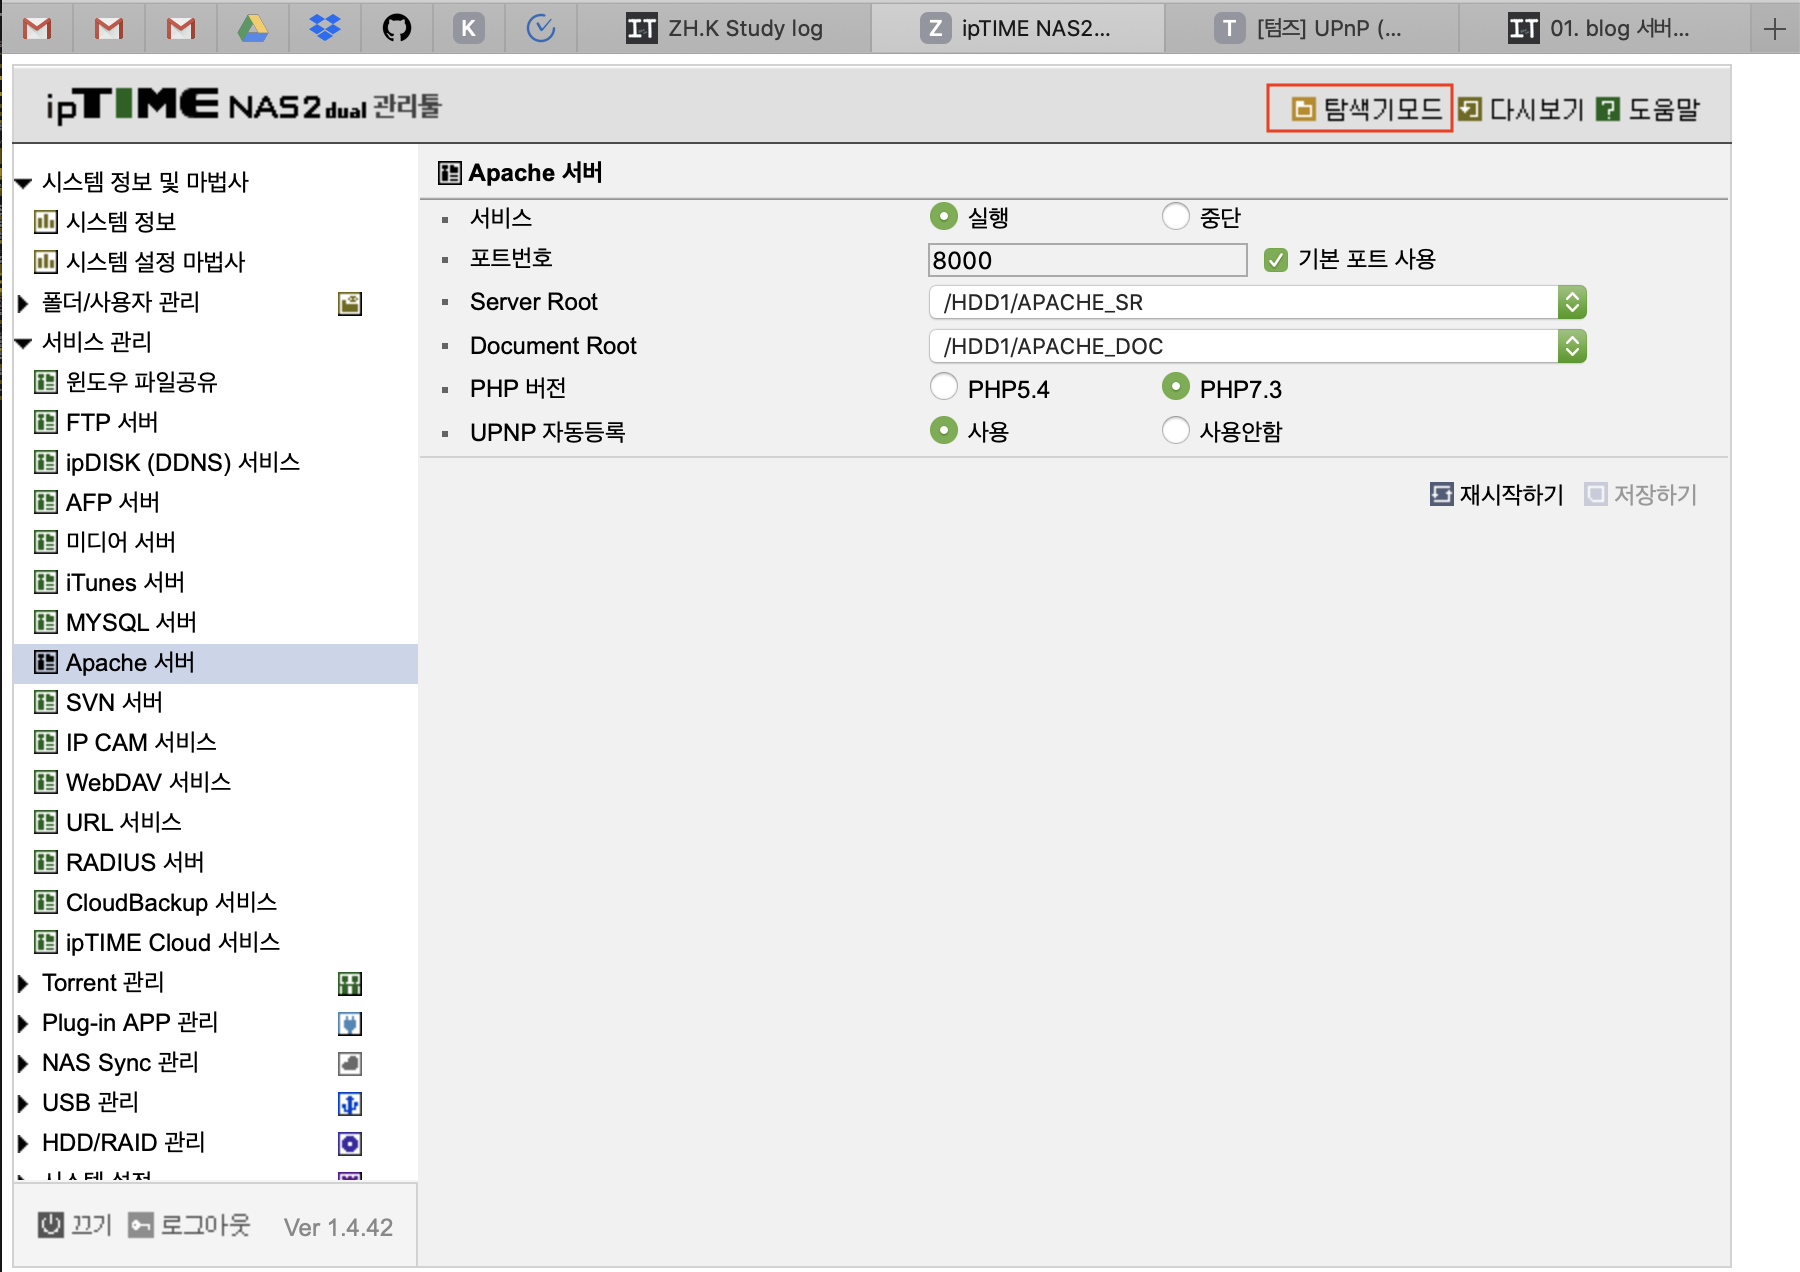 K
IT ZH.K Study log
Z ipTIME NAS2...
T [텀즈] UPnP (...
IT 01. blog 서버...
ipTIME NAS2dual 관리툴
탐색기모드
다시보기
? 도움말
시스템 정보 및 마법사
시스템 정보
시스템 설정 마법사
폴더/사용자 관리
서비스 관리
윈도우 파일공유
FTP 서버
ipDISK (DDNS) 서비스
AFP 서버
미디어 서버
iTunes 서버
MYSQL 서버
Apache 서버
SVN 서버
IP CAM 서비스
WebDAV 서비스
URL 서비스
RADIUS 서버
CloudBackup 서비스
ipTIME Cloud 서비스
Torrent 관리
Plug-in APP 관리
NAS Sync 관리
USB 관리
HDD/RAID 관리
시스템 설정
끄기 로그아웃 Ver 1.4.42
Apache 서버
서비스 실행 중단
포트번호 8000 기본 포트 사용
Server Root /HDD1/APACHE_SR
Document Root /HDD1/APACHE_DOC
PHP 버전 PHP5.4 PHP7.3
UPNP 자동등록 사용 사용안함
재시작하기 저장하기